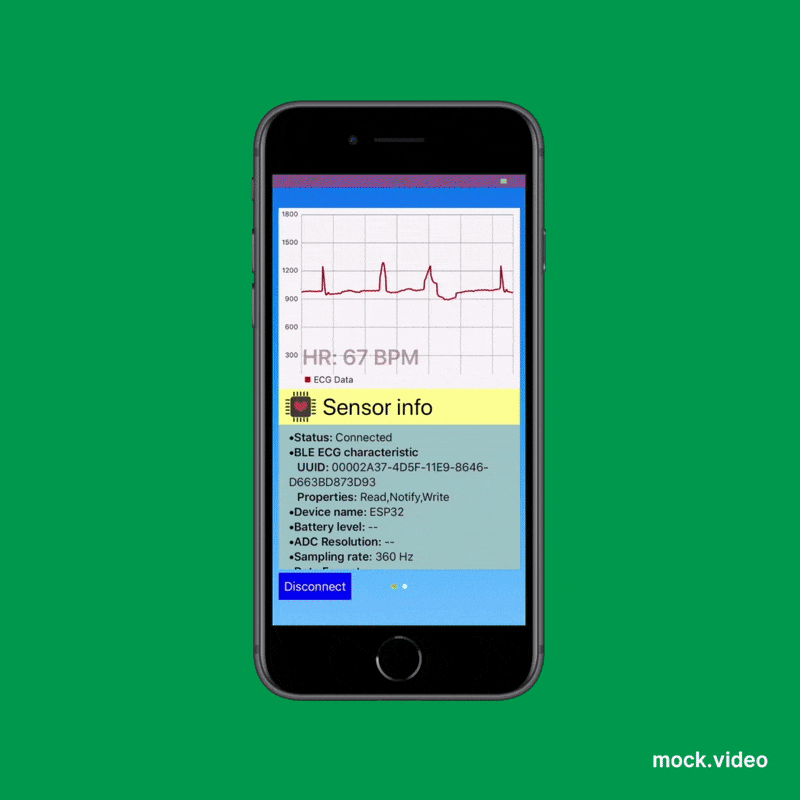 1800
1500
1200
900
600
300
HR: 67 BPM
ECG Data
Sensor info
•Status: Connected
•BLE ECG characteristic
UUID: 00002A37-4D5F-11E9-8646-
D663BD873D93
Properties: Read,Notify,Write
•Device name: ESP32
•Battery level: --
•ADC Resolution: --
•Sampling rate: 360 Hz
Disconnect
mock.video